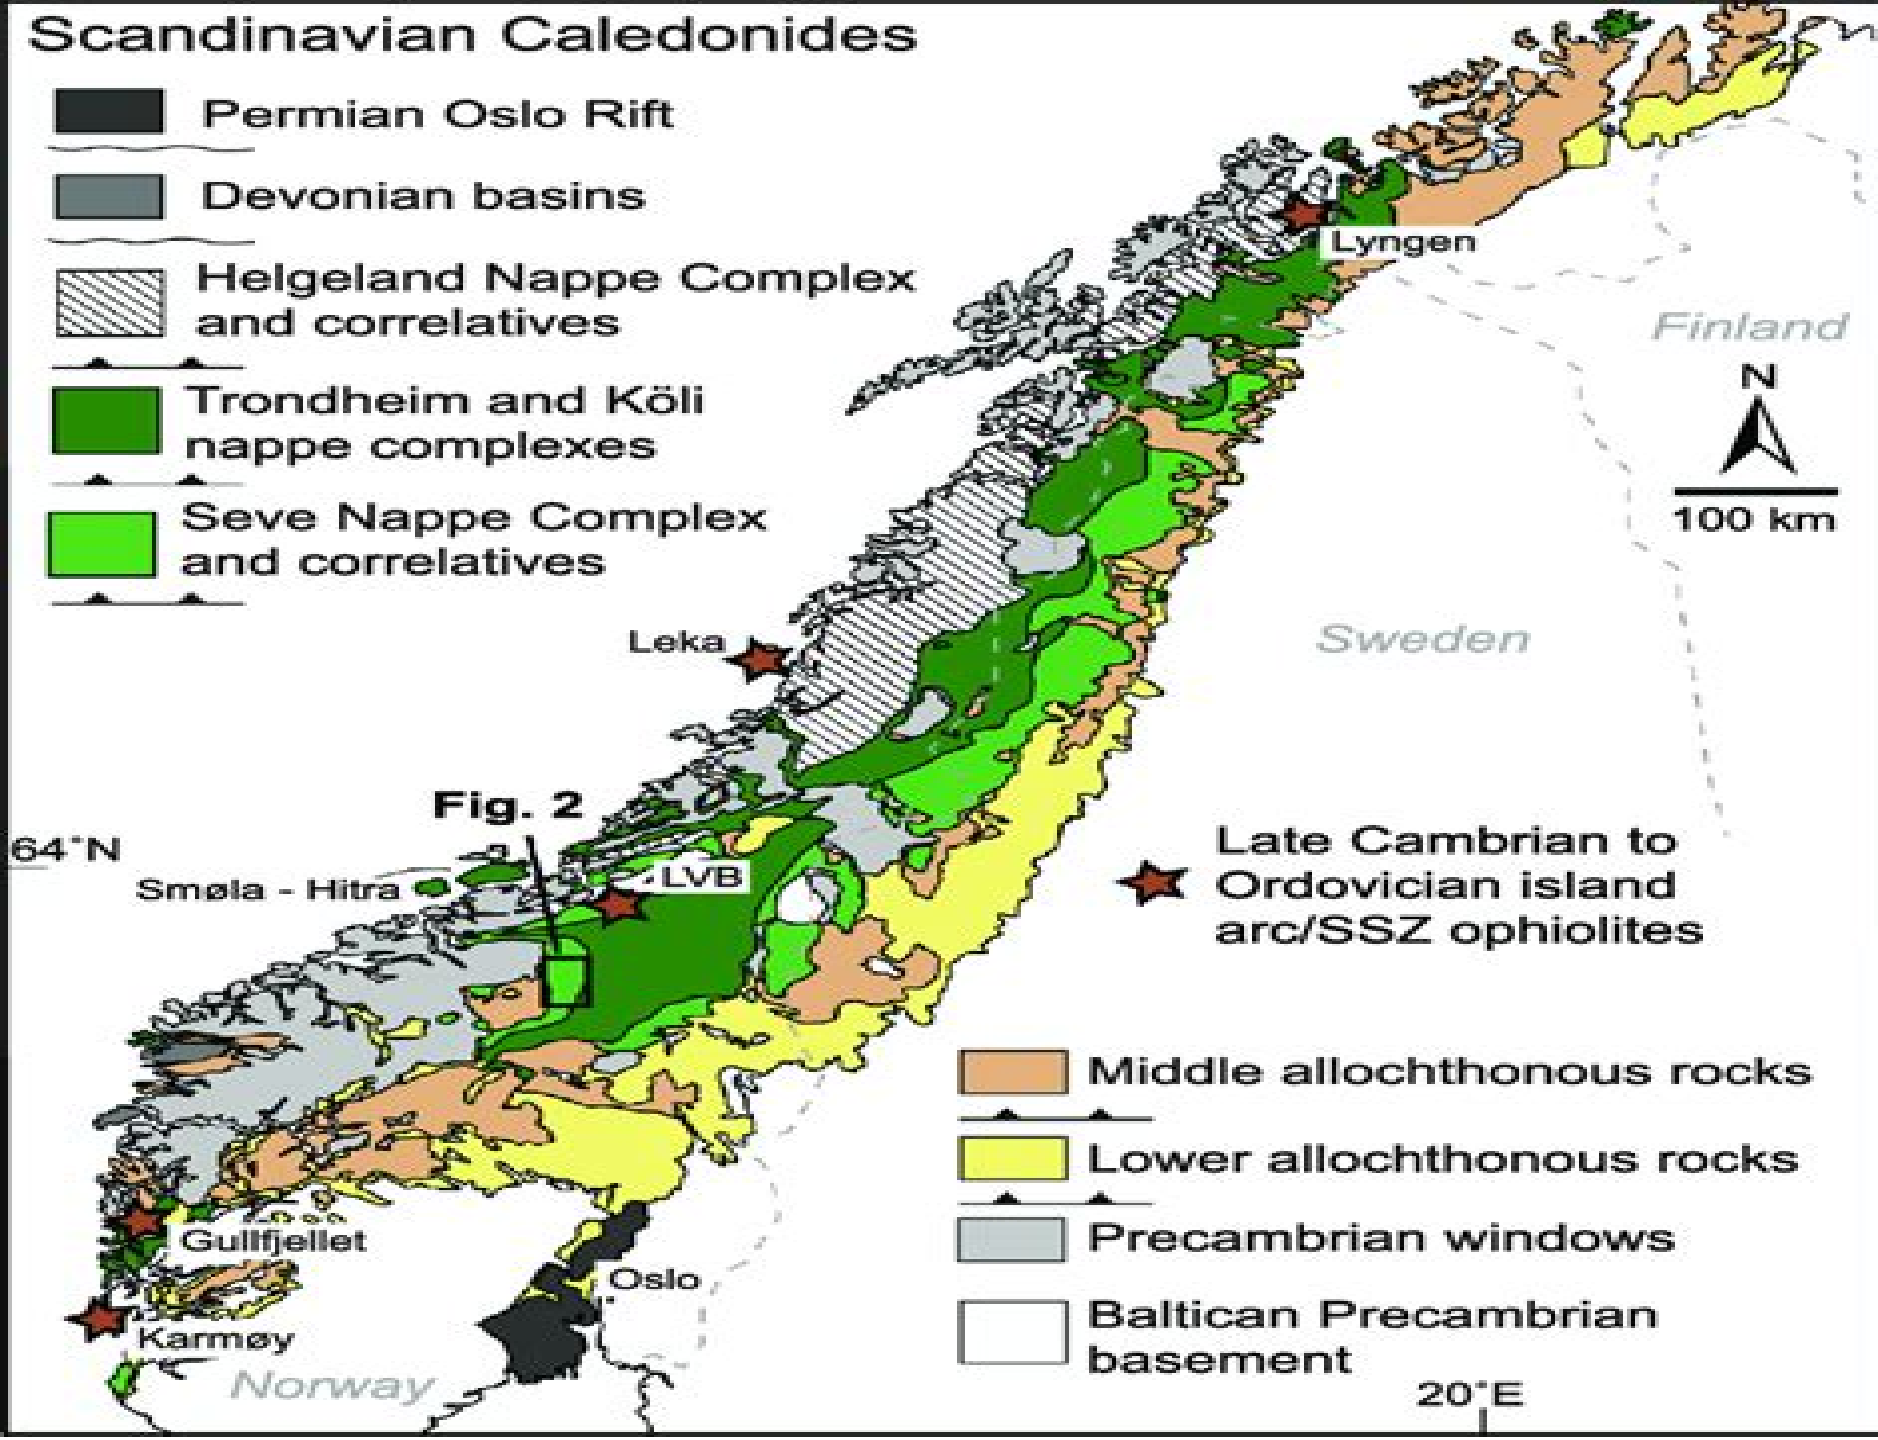 Scandinavian Caledonides
Permian Oslo Rift
Devonian basins
Helgeland Nappe Complex
and correlatives
Trondheim and Köli
nappe complexes
Seve Nappe Complex
and correlatives
Lyngen
Finland
N
100 km
Sweden
Leka
Fig. 2
64°N
LVB
Smøla - Hitra
Late Cambrian to
Ordovician island
arc/SSZ ophiolites
Middle allochthonous rocks
Lower allochthonous rocks
Precambrian windows
Baltican Precambrian
basement
Gullfjellet
Oslo
Karmøy
Norway
20°E